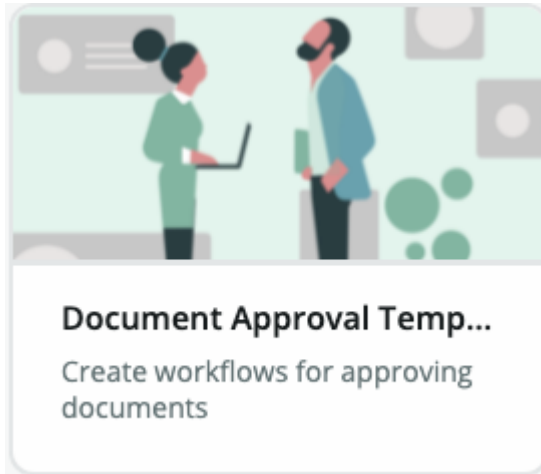 Document Approval Temp...
Create workflows for approving
documents